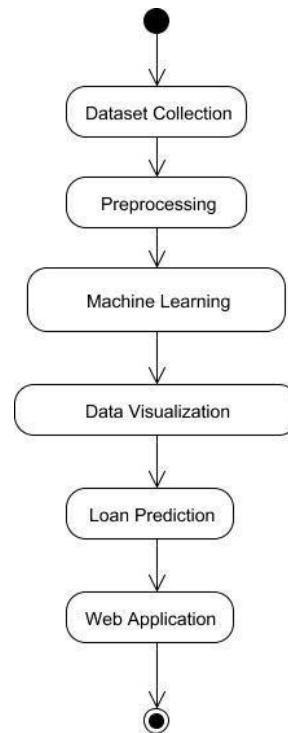 Dataset Collection
Preprocessing
Machine Learning
Data Visualization
Loan Prediction
Web Application